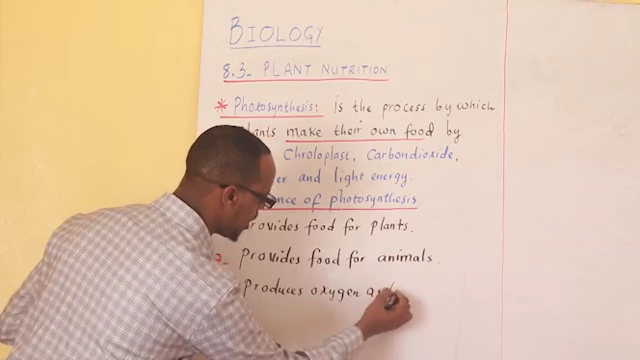 BIOLOGY
8.3- PLANT NUTRITION
* Photosynthesis: is the process by which
plants make their own food by
Chroloplast, Carbondioxide,
and light energy.
of photosynthesis
Provides food for plants.
Provides food for animals.
Produces oxygen